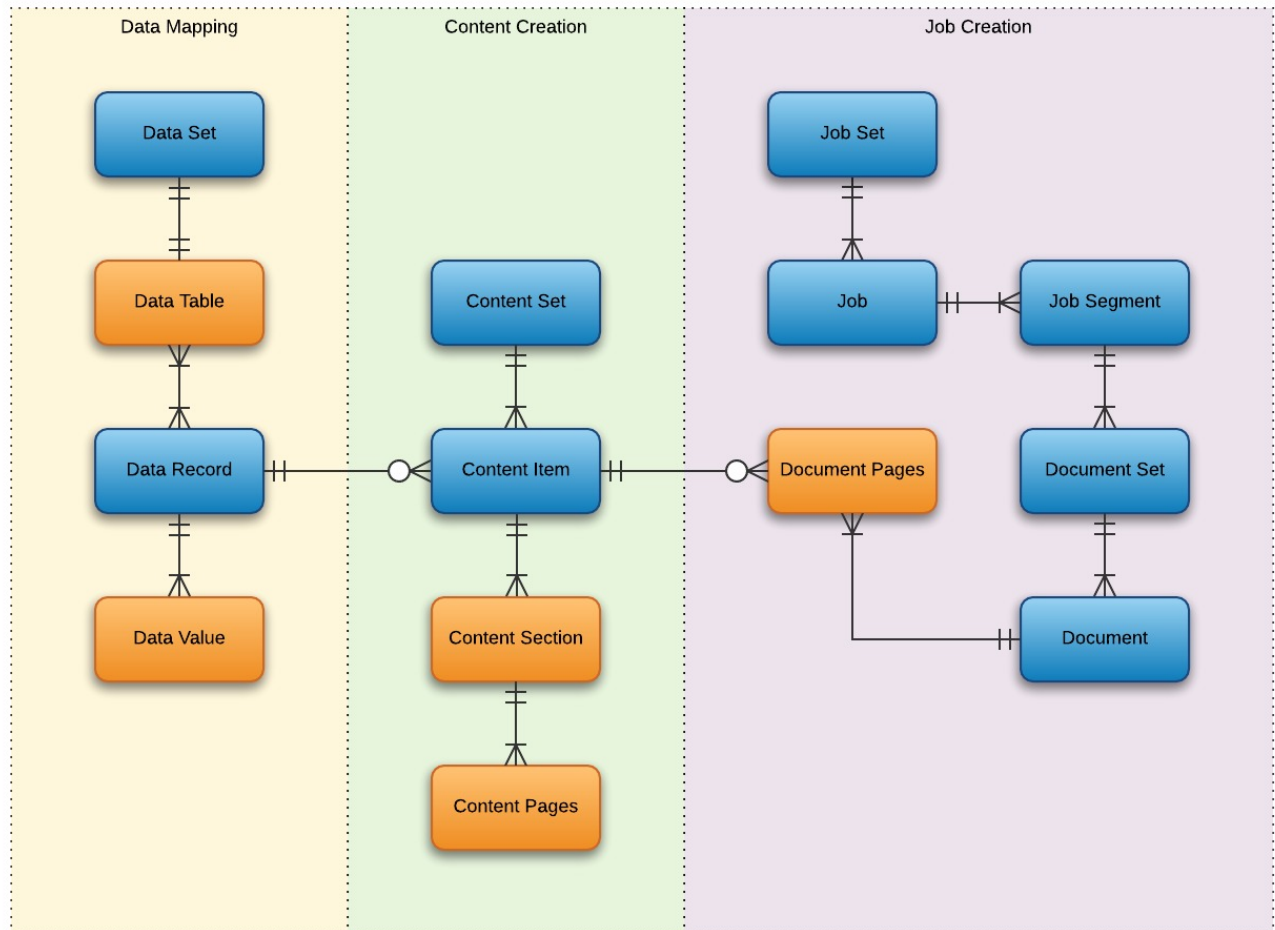 Data Mapping
Content Creation
Job Creation
Data Set
Job Set
Data Table
Content Set
Job
Job Segment
Data Record
Content Item
Document Pages
Document Set
Data Value
Content Section
Document
Content Pages